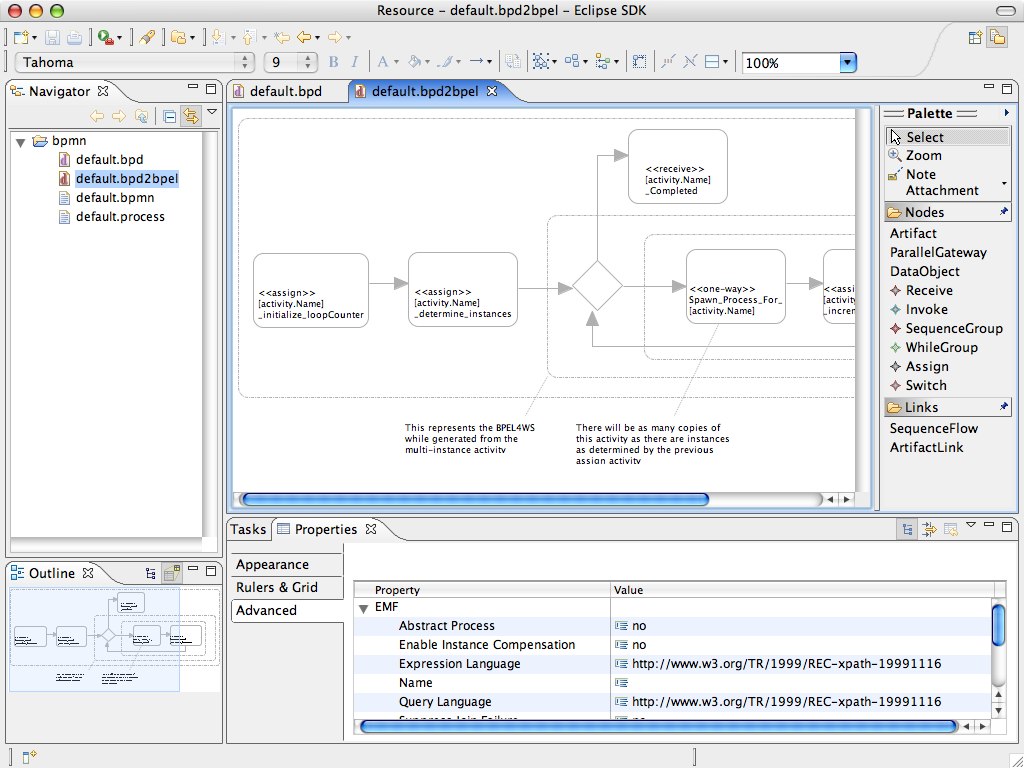 Resource – default.bpd2bpel – Eclipse SDK
Tahoma
9
B
I
A
100%
Navigator
bpmn
default.bpd
default.bpd2bpel
default.bpmn
default.process
default.bpd
default.bpd2bpel
<<receive>>
[activity.Name]
_Completed
<<assign>>
[activity.Name]
_initialize_loopCounter
<<assign>>
[activity.Name]
_determine_instances
<<one-way>>
Spawn_Process_For_
[activity.Name]
<<assi
[activity
_increr
This represents the BPEL4WS
while generated from the
multi-instance activity
There will be as many copies of
this activity as there are instances
as determined by the previous
assign activity
Palette
Select
Zoom
Note
Attachment
Nodes
Artifact
ParallelGateway
DataObject
Receive
Invoke
SequenceGroup
WhileGroup
Assign
Switch
Links
SequenceFlow
ArtifactLink
Outline
Tasks
Properties
Appearance
Rulers & Grid
Advanced
Property Value
EMF
Abstract Process no
Enable Instance Compensation no
Expression Language http://www.w3.org/TR/1999/REC-xpath-19991116
Name
Query Language http://www.w3.org/TR/1999/REC-xpath-19991116
Suppress Join Failure no